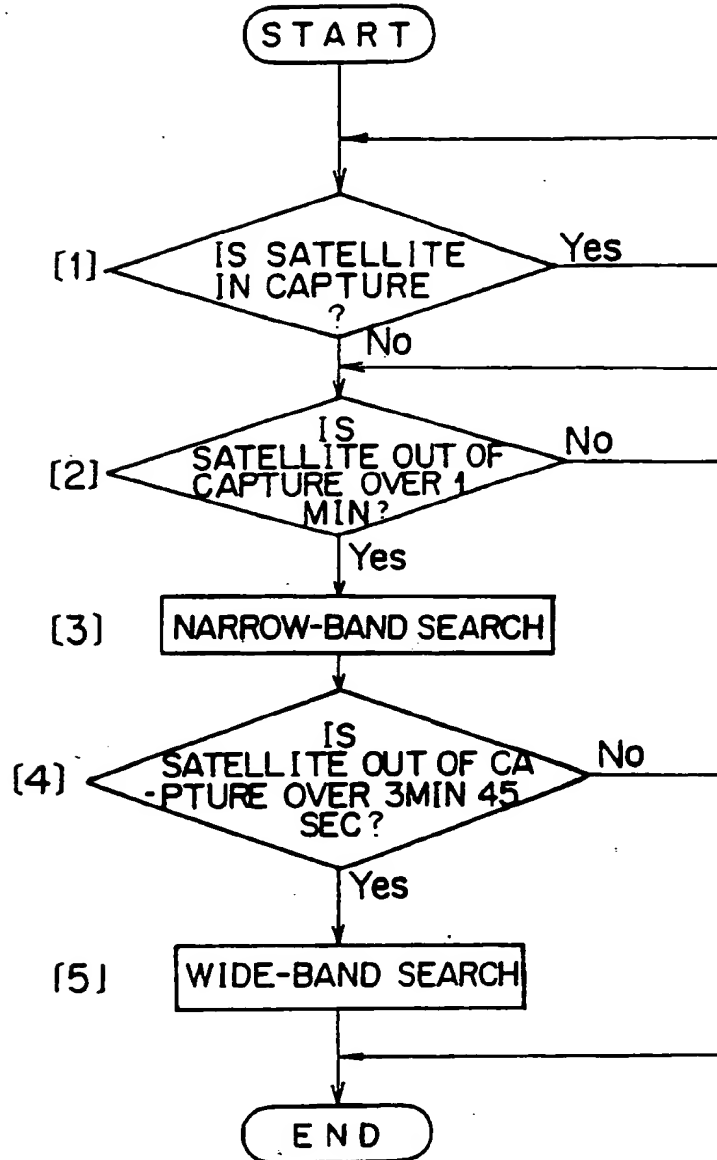 START
[1]
IS SATELLITE
IN CAPTURE
?
Yes
No
[2]
IS
SATELLITE OUT OF
CAPTURE OVER 1
MIN?
No
Yes
[3]
NARROW-BAND SEARCH
[4]
IS
SATELLITE OUT OF CA
-PTURE OVER 3MIN 45
SEC?
No
Yes
[5]
WIDE-BAND SEARCH
END